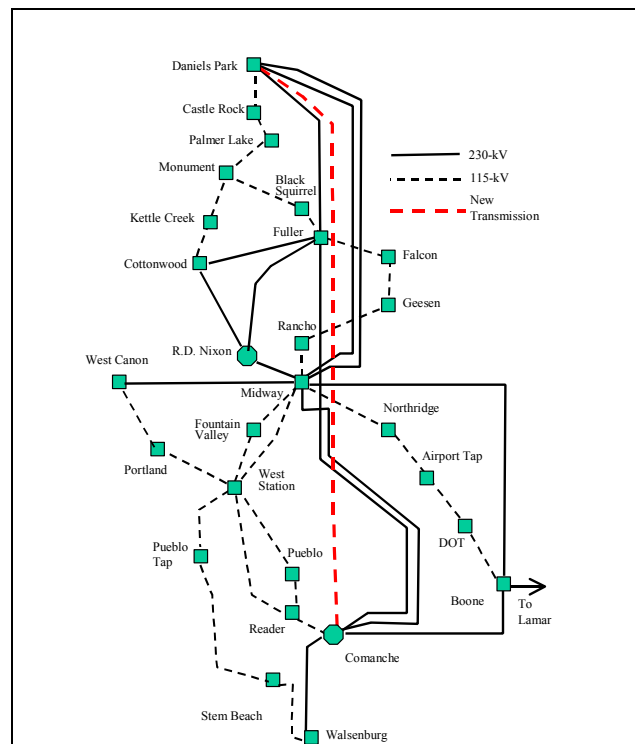 Daniels Park
Castle Rock
Palmer Lake
230-kV
115-kV
New
Transmission
Monument
Black
Squirrel
Kettle Creek
Fuller
Falcon
Cottonwood
Geesen
Rancho
R.D. Nixon
West Canon
Midway
Fountain
Valley
Northridge
Portland
West
Station
Airport Tap
DOT
Pueblo
Tap
Pueblo
Boone
To
Lamar
Reader
Comanche
Stem Beach
Walsenburg